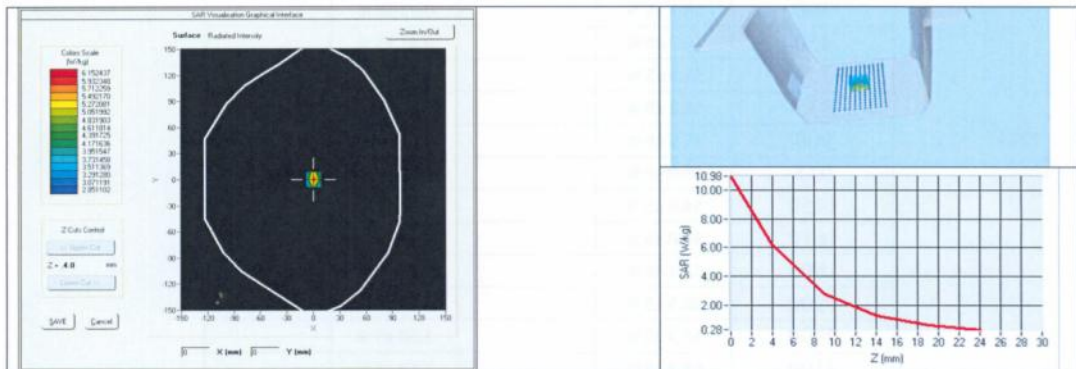 SAR Visualisation Graphical Interface
Surface Radiated Intensity
Zoom In/Out
Colors Scale
(W/kg)
6.152437
5.932348
5.712259
5.492170
5.272081
5.051992
4.831903
4.611814
4.391725
4.171636
3.951547
3.731458
3.511369
3.291280
3.071191
2.851102
150
120
90
60
30
0
-30
-60
-90
-120
-150
Y
-150 -120 -90 -60 -30 0 30 60 90 120 150
X
Z Cuts Control
Z = .4.0 mm
SAVE Cancel
0 X (mm) 0 Y (mm)
10.98
10.00
8.00
6.00
4.00
2.00
0.28
SAR (W/kg)
0 2 4 6 8 10 12 14 16 18 20 22 24 26 28 30
Z (mm)